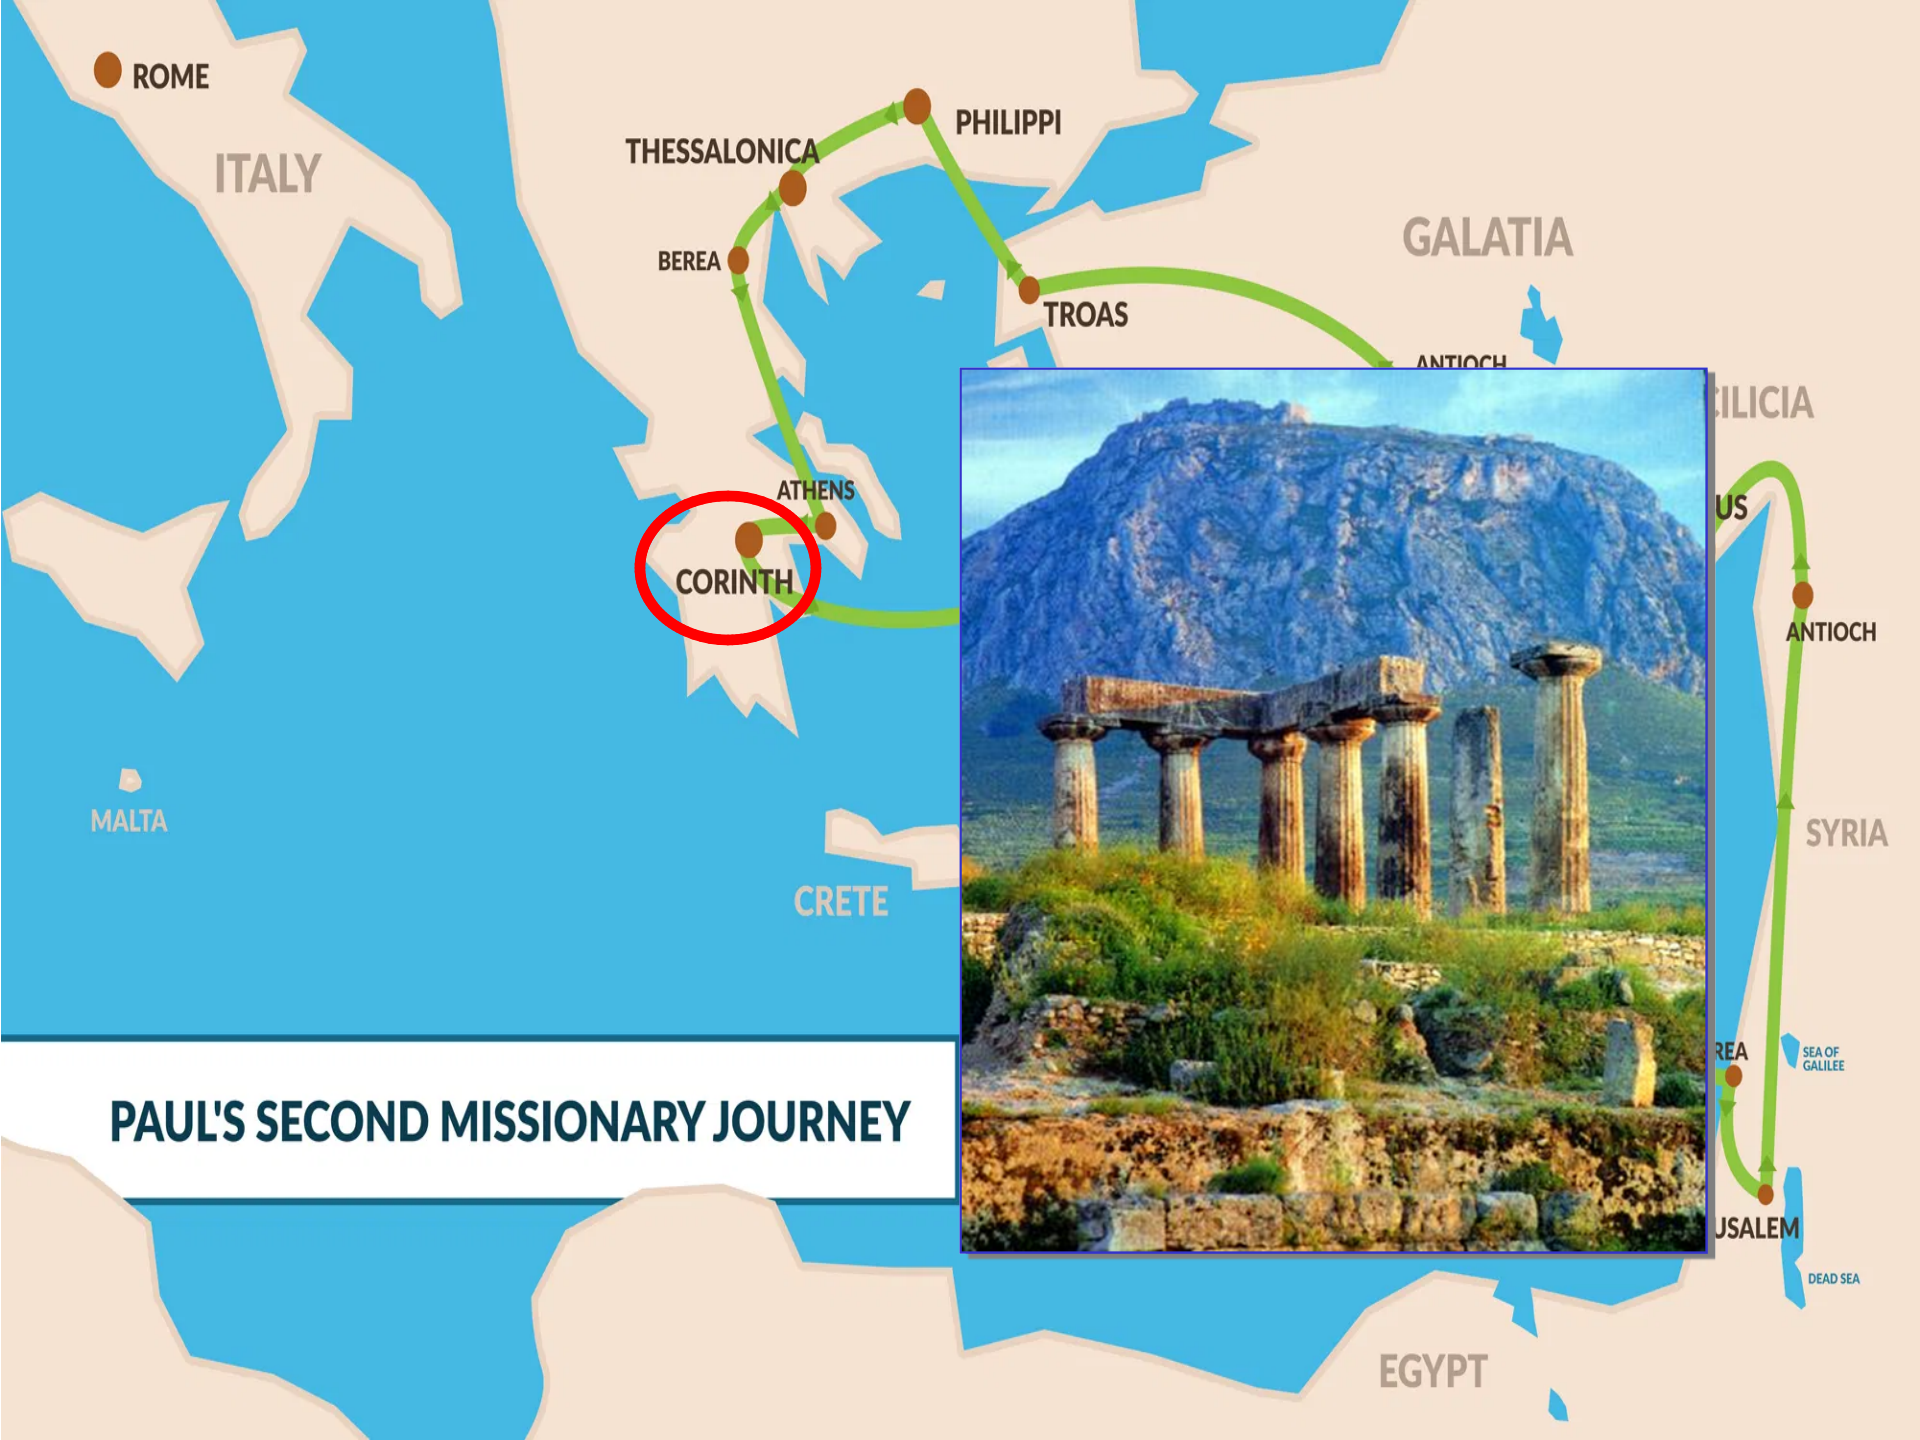 ROME
ITALY
PHILIPPI
THESSALONICA
BEREA
GALATIA
TROAS
ANTIOCH
CILICIA
ATHENS
CORINTH
US
ANTIOCH
MALTA
SYRIA
CRETE
REA
SEA OF
GALILEE
PAUL'S SECOND MISSIONARY JOURNEY
USALEM
DEAD SEA
EGYPT